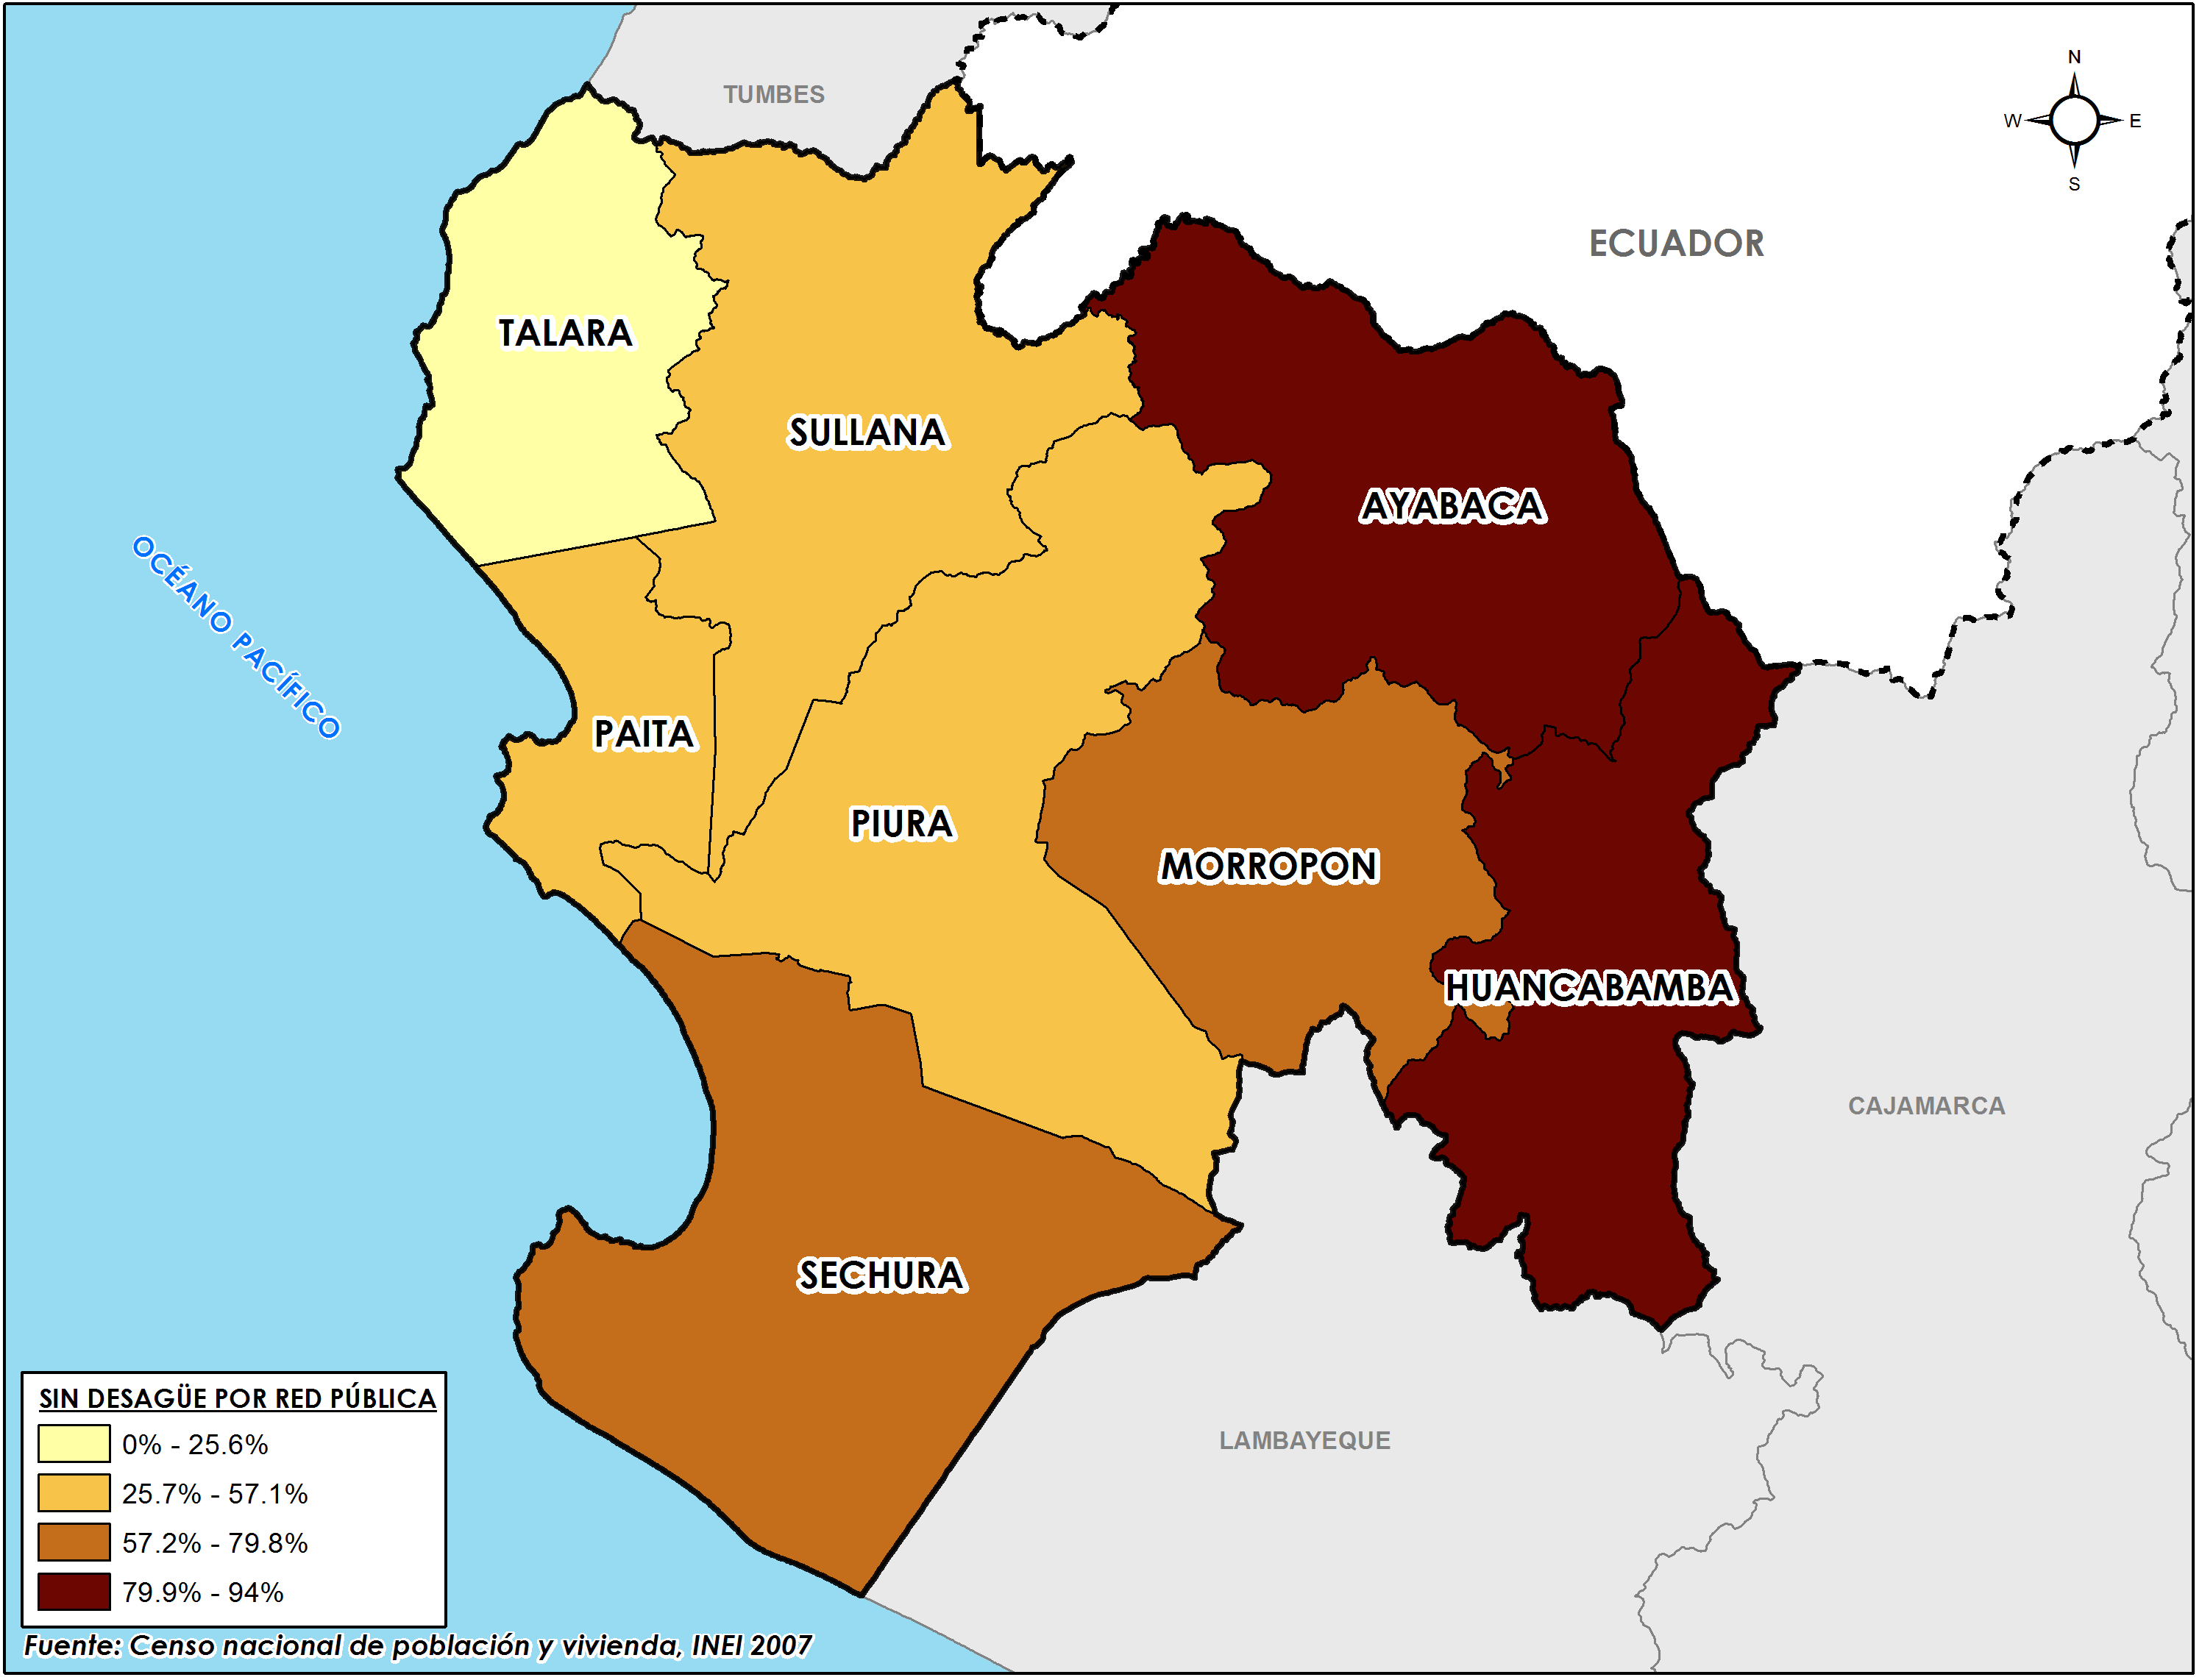 TUMBES
N
W
E
S
ECUADOR
TALARA
SULLANA
AYABACA
OCÉANO PACÍFICO
PAITA
PIURA
MORROPON
HUANCABAMBA
CAJAMARCA
SECHURA
LAMBAYEQUE
SIN DESAGÜE POR RED PÚBLICA
0% - 25.6%
25.7% - 57.1%
57.2% - 79.8%
79.9% - 94%
Fuente: Censo nacional de población y vivienda, INEI 2007